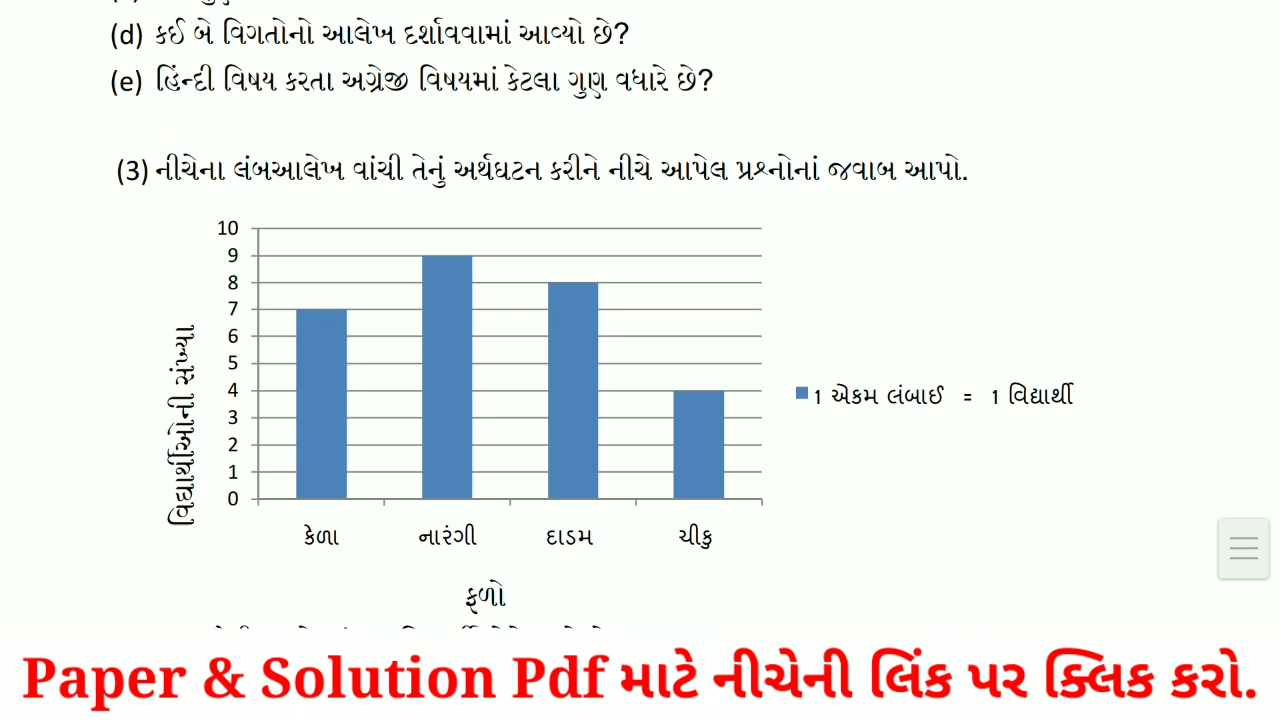 (d) કઈ બે વિગતોનો આલેખ દર્શાવવામાં આવ્યો છે?
(e) હિન્દી વિષય કરતા અગ્રેજી વિષયમાં કેટલા ગુણ વધારે છે?
(3) નીચેના લંબઆલેખ વાંચી તેનું અર્થઘટન કરીને નીચે આપેલ પ્રશ્નોનાં જવાબ આપો.
10
9
8
7
6
5
4
3
2
1
0
વિદ્યાર્થીઓની સંખ્યા
1 એકમ લંબાઈ = 1 વિદ્યાર્થી
કેળા નારંગી દાડમ ચીકુ
ફળો
Paper & Solution Pdf માટે નીચેની લિંક પર ક્લિક કરો.